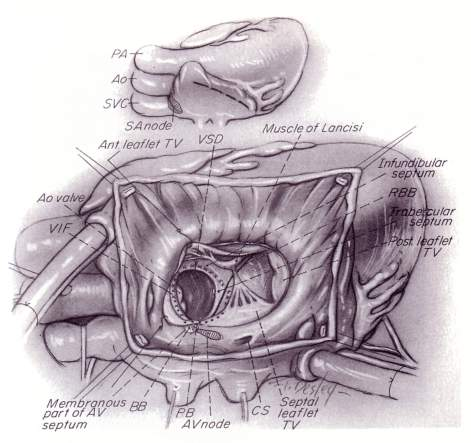 PA
Ao
SVC
SA node
VSD
Muscle of Lancisi
Ant leaflet TV
Infundibular
septum
Ao valve
RBB
VIF
Trabecular
septum
Post leaflet
TV
Membranous
part of AV
septum
BB
PB
AV node
CS
Septal
leaflet
TV